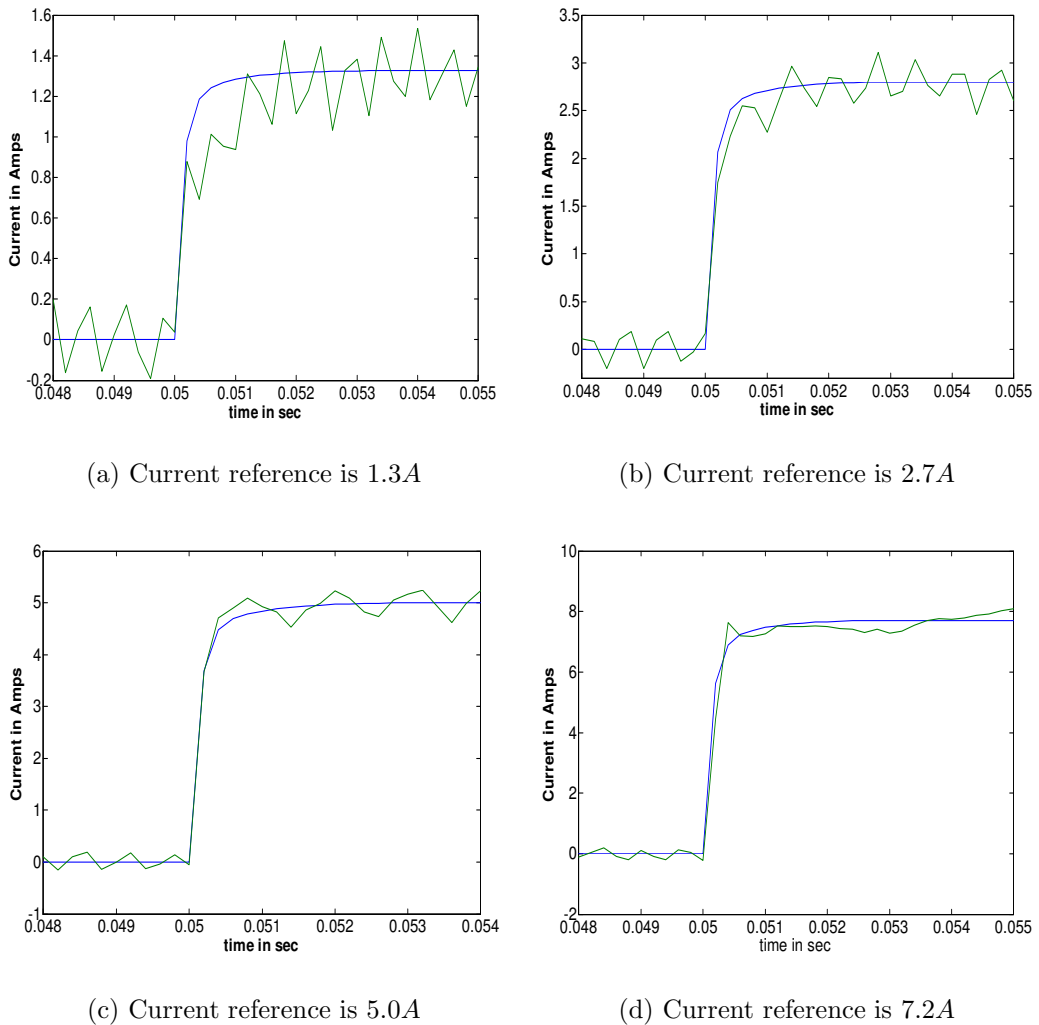 1.6
1.4
1.2
1
0.8
0.6
0.4
0.2
0
-0.2
Current in Amps
0.048 0.049 0.05 0.051 0.052 0.053 0.054 0.055
time in sec
(a) Current reference is 1.3A
3.5
3
2.5
2
1.5
1
0.5
0
Current in Amps
0.048 0.049 0.05 0.051 0.052 0.053 0.054 0.055
time in sec
(b) Current reference is 2.7A
6
5
4
3
2
1
0
-1
Current in Amps
0.048 0.049 0.05 0.051 0.052 0.053 0.054
time in sec
(c) Current reference is 5.0A
10
8
6
4
2
0
-2
Current in Amps
0.048 0.049 0.05 0.051 0.052 0.053 0.054 0.055
time in sec
(d) Current reference is 7.2A